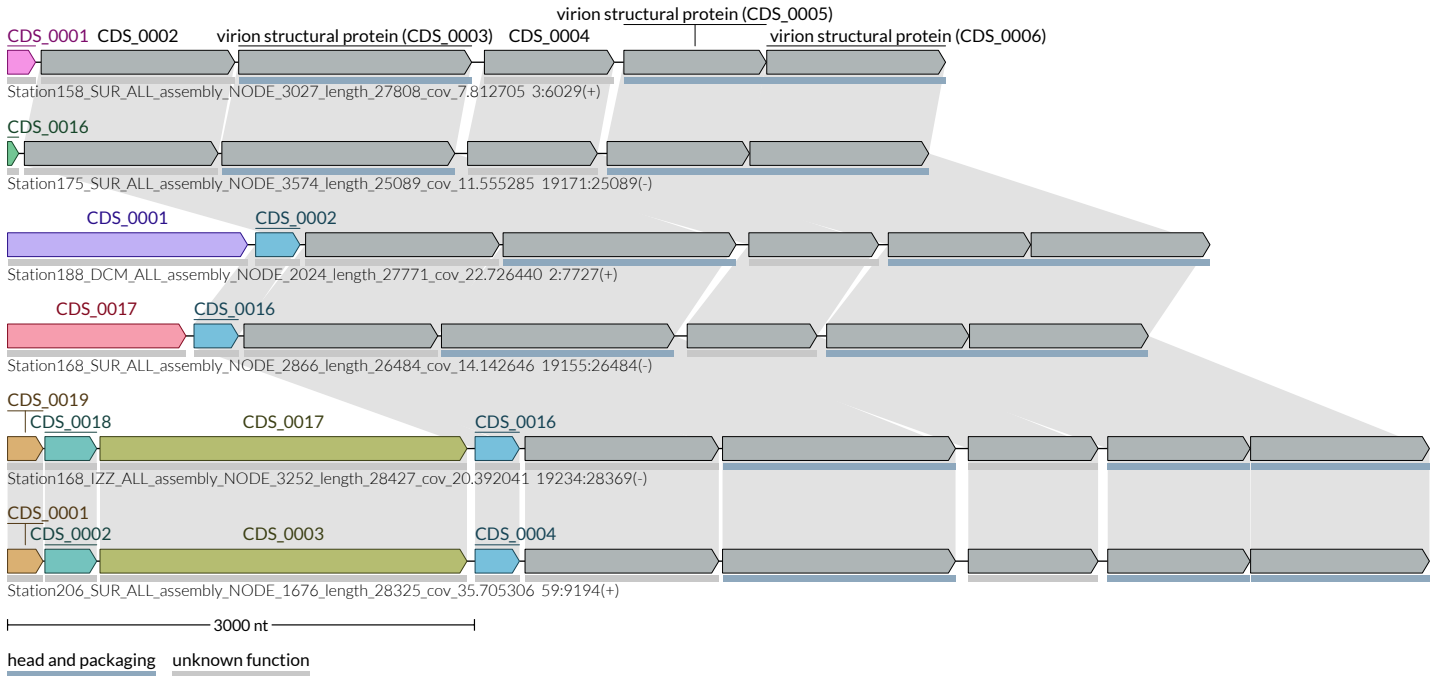 virion structural protein (CDS_0005)
CDS_0001 CDS_0002 virion structural protein (CDS_0003) CDS_0004 virion structural protein (CDS_0006)
Station158_SUR_ALL_assembly_NODE_3027_length_27808_cov_7.812705 3:6029(+)
CDS_0016
Station175_SUR_ALL_assembly_NODE_3574_length_25089_cov_11.555285 19171:25089(-)
CDS_0001 CDS_0002
Station188_DCM_ALL_assembly_NODE_2024_length_27771_cov_22.726440 2:7727(+)
CDS_0017 CDS_0016
Station168_SUR_ALL_assembly_NODE_2866_length_26484_cov_14.142646 19155:26484(-)
CDS_0019
CDS_0018 CDS_0017 CDS_0016
Station168_IZZ_ALL_assembly_NODE_3252_length_28427_cov_20.392041 19234:28369(-)
CDS_0001
CDS_0002 CDS_0003 CDS_0004
Station206_SUR_ALL_assembly_NODE_1676_length_28325_cov_35.705306 59:9194(+)
3000 nt
head and packaging unknown function